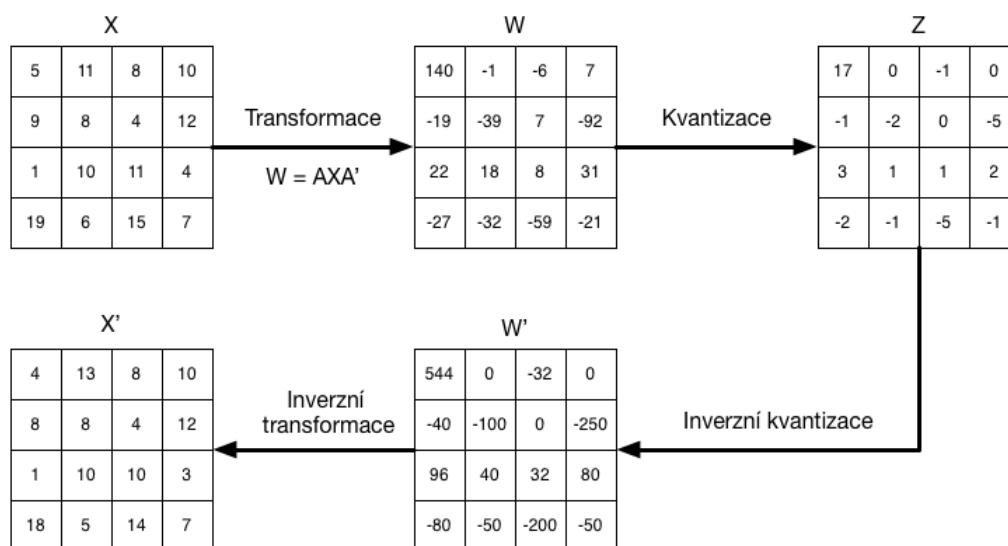 X
5 11 8 10
9 8 4 12
1 10 11 4
19 6 15 7
Transformace
W = AXA’
W
140 -1 -6 7
-19 -39 7 -92
22 18 8 31
-27 -32 -59 -21
Kvantizace
Z
17 0 -1 0
-1 -2 0 -5
3 1 1 2
-2 -1 -5 -1
Inverzní kvantizace
W’
544 0 -32 0
-40 -100 0 -250
96 40 32 80
-80 -50 -200 -50
Inverzní
transformace
X’
4 13 8 10
8 8 4 12
1 10 10 3
18 5 14 7